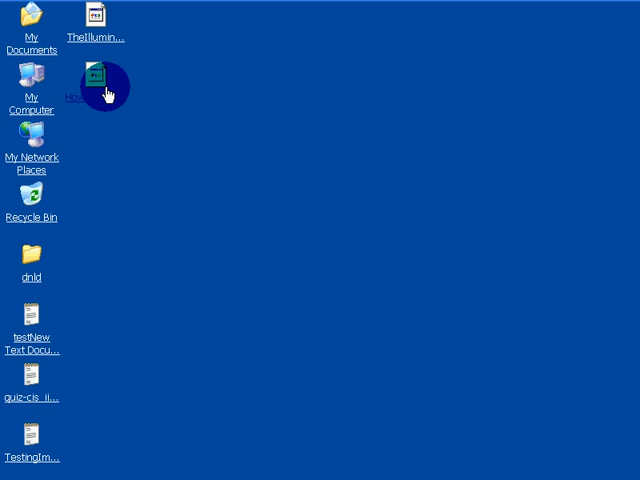 My
Documents
TheIllumin...
My
Computer
My Network
Places
Recycle Bin
dnld
testNew
Text Docu...
quiz-cis_ii...
TestingIm...